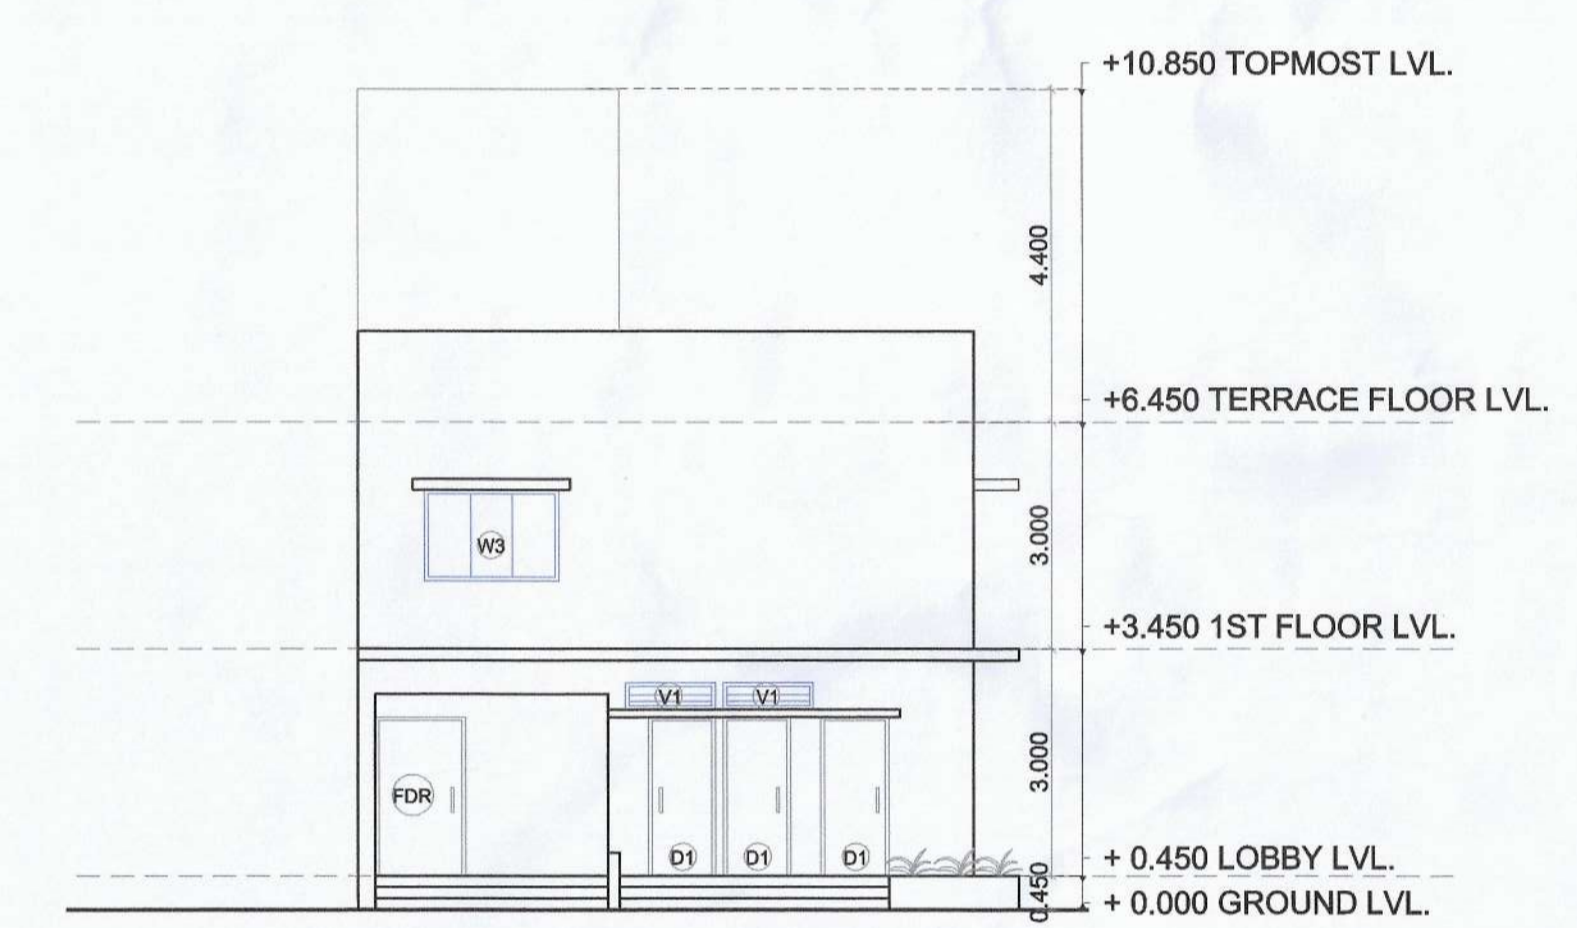 +10.850 TOPMOST LVL.
4.400
+6.450 TERRACE FLOOR LVL.
W3
3.000
+3.450 1ST FLOOR LVL.
V1 V1
3.000
FDR
D1 D1 D1
+ 0.450 LOBBY LVL.
0.450
+ 0.000 GROUND LVL.